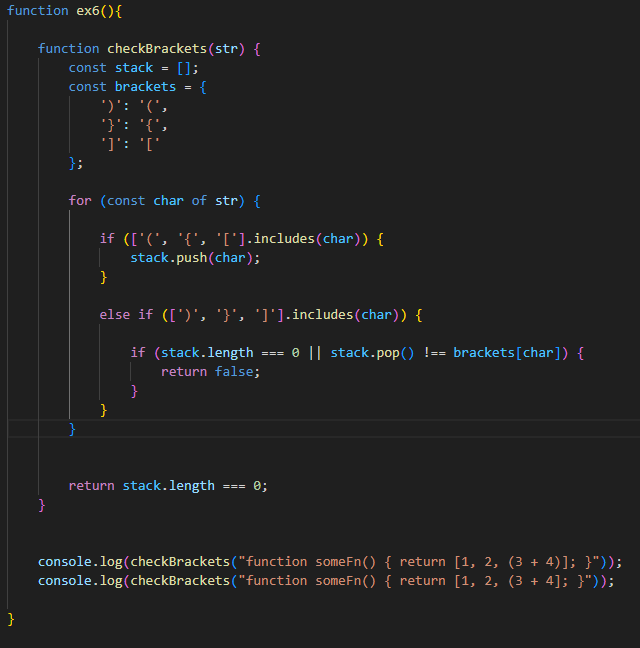 function ex6(){
function checkBrackets(str) {
const stack = [];
const brackets = {
')': '(',
'}': '{',
']': '['
};
for (const char of str) {
if (['(', '{', '['].includes(char)) {
stack.push(char);
}
else if ([')', '}', ']'].includes(char)) {
if (stack.length === 0 || stack.pop() !== brackets[char]) {
return false;
}
}
}
return stack.length === 0;
}
console.log(checkBrackets("function someFn() { return [1, 2, (3 + 4)]; }"));
console.log(checkBrackets("function someFn() { return [1, 2, (3 + 4]; }"));
}